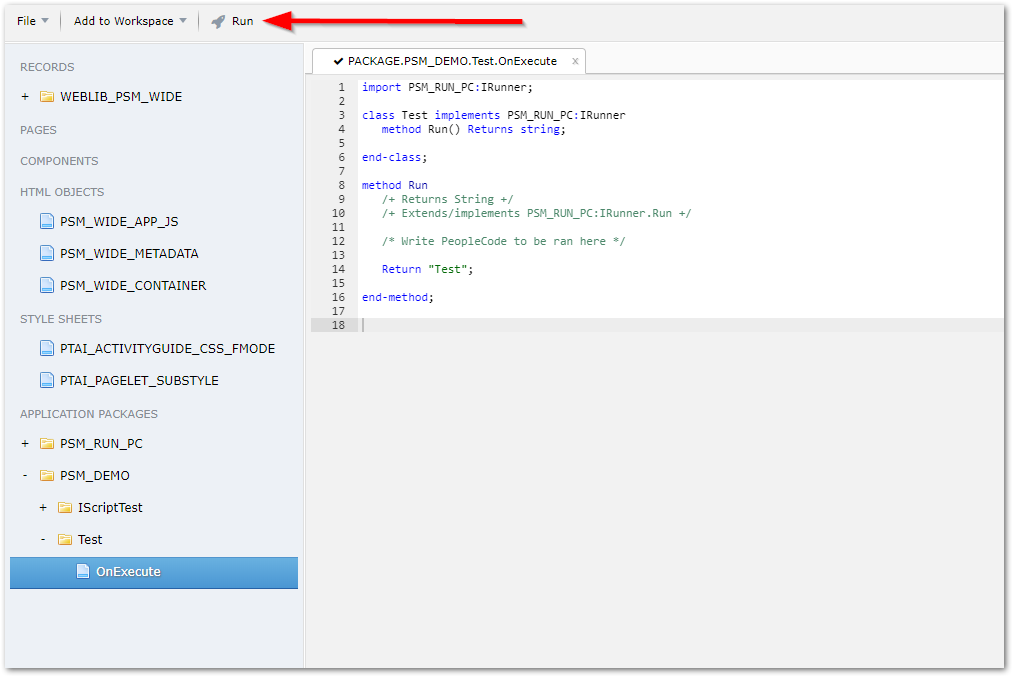 File Add to Workspace Run
RECORDS
+ WEBLIB_PSM_WIDE
PAGES
COMPONENTS
HTML OBJECTS
PSM_WIDE_APP_JS
PSM_WIDE_METADATA
PSM_WIDE_CONTAINER
STYLE SHEETS
PTAI_ACTIVITYGUIDE_CSS_FMODE
PTAI_PAGELET_SUBSTYLE
APPLICATION PACKAGES
+ PSM_RUN_PC
- PSM_DEMO
+ IScriptTest
- Test
OnExecute
✔ PACKAGE.PSM_DEMO.Test.OnExecute x
1 import PSM_RUN_PC:IRunner;
2
3 class Test implements PSM_RUN_PC:IRunner
4 method Run() Returns string;
5
6 end-class;
7
8 method Run
9 /+ Returns String +/
10 /+ Extends/implements PSM_RUN_PC:IRunner.Run +/
11
12 /* Write PeopleCode to be ran here */
13
14 Return "Test";
15
16 end-method;
17
18